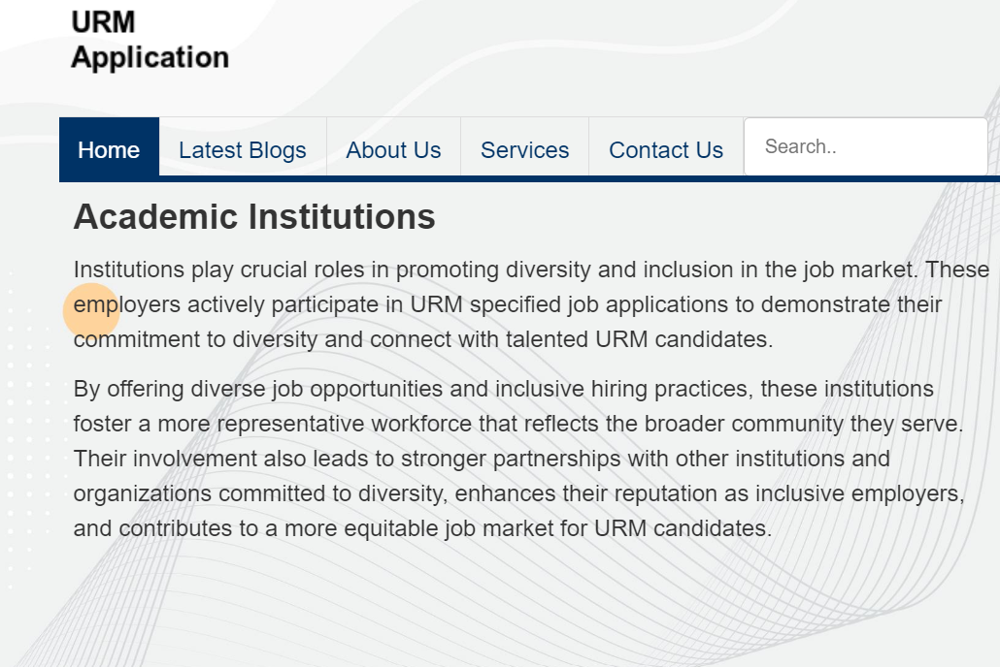 URM
Application
Home
Latest Blogs
About Us
Services
Contact Us
Search..
Academic Institutions
Institutions play crucial roles in promoting diversity and inclusion in the job market. These
employers actively participate in URM specified job applications to demonstrate their
commitment to diversity and connect with talented URM candidates.
By offering diverse job opportunities and inclusive hiring practices, these institutions
foster a more representative workforce that reflects the broader community they serve.
Their involvement also leads to stronger partnerships with other institutions and
organizations committed to diversity, enhances their reputation as inclusive employers,
and contributes to a more equitable job market for URM candidates.